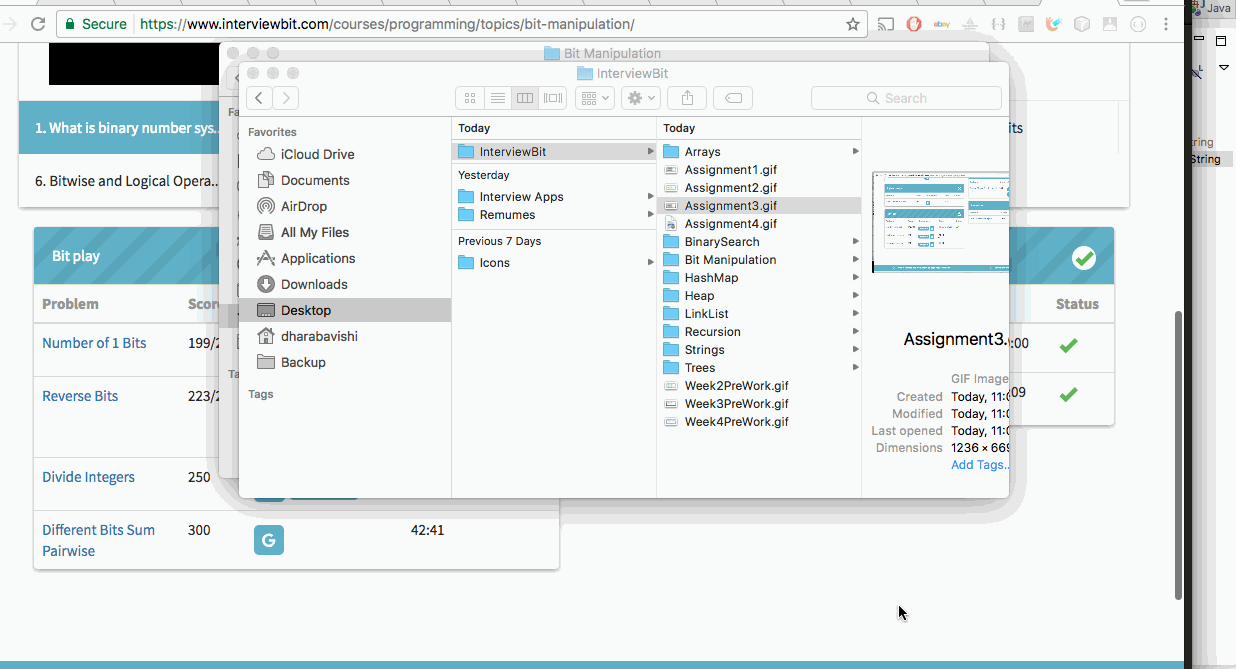 Java
Secure
https://www.interviewbit.com/courses/programming/topics/bit-manipulation/
ebay
Bit Manipulation
InterviewBit
Search
1. What is binary number sys...
6. Bitwise and Logical Opera...
Bit play
Problem
Status
Number of 1 Bits 199/2
Reverse Bits 223/2
Divide Integers 250
Different Bits Sum 300 G 42:41
Pairwise
Favorites
iCloud Drive
Documents
AirDrop
All My Files
Applications
Downloads
Desktop
dharabavishi
Backup
Tags
Today
InterviewBit
Yesterday
Interview Apps
Remumes
Previous 7 Days
Icons
Today
Arrays
Assignment1.gif
Assignment2.gif
Assignment3.gif
Assignment4.gif
BinarySearch
Bit Manipulation
HashMap
Heap
LinkList
Recursion
Strings
Trees
Week2PreWork.gif
Week3PreWork.gif
Week4PreWork.gif
Assignment3.
GIF Image
Created Today, 11:0
Modified Today, 11:0
Last opened Today, 11:0
Dimensions 1236 × 669
Add Tags...
:00
09
String